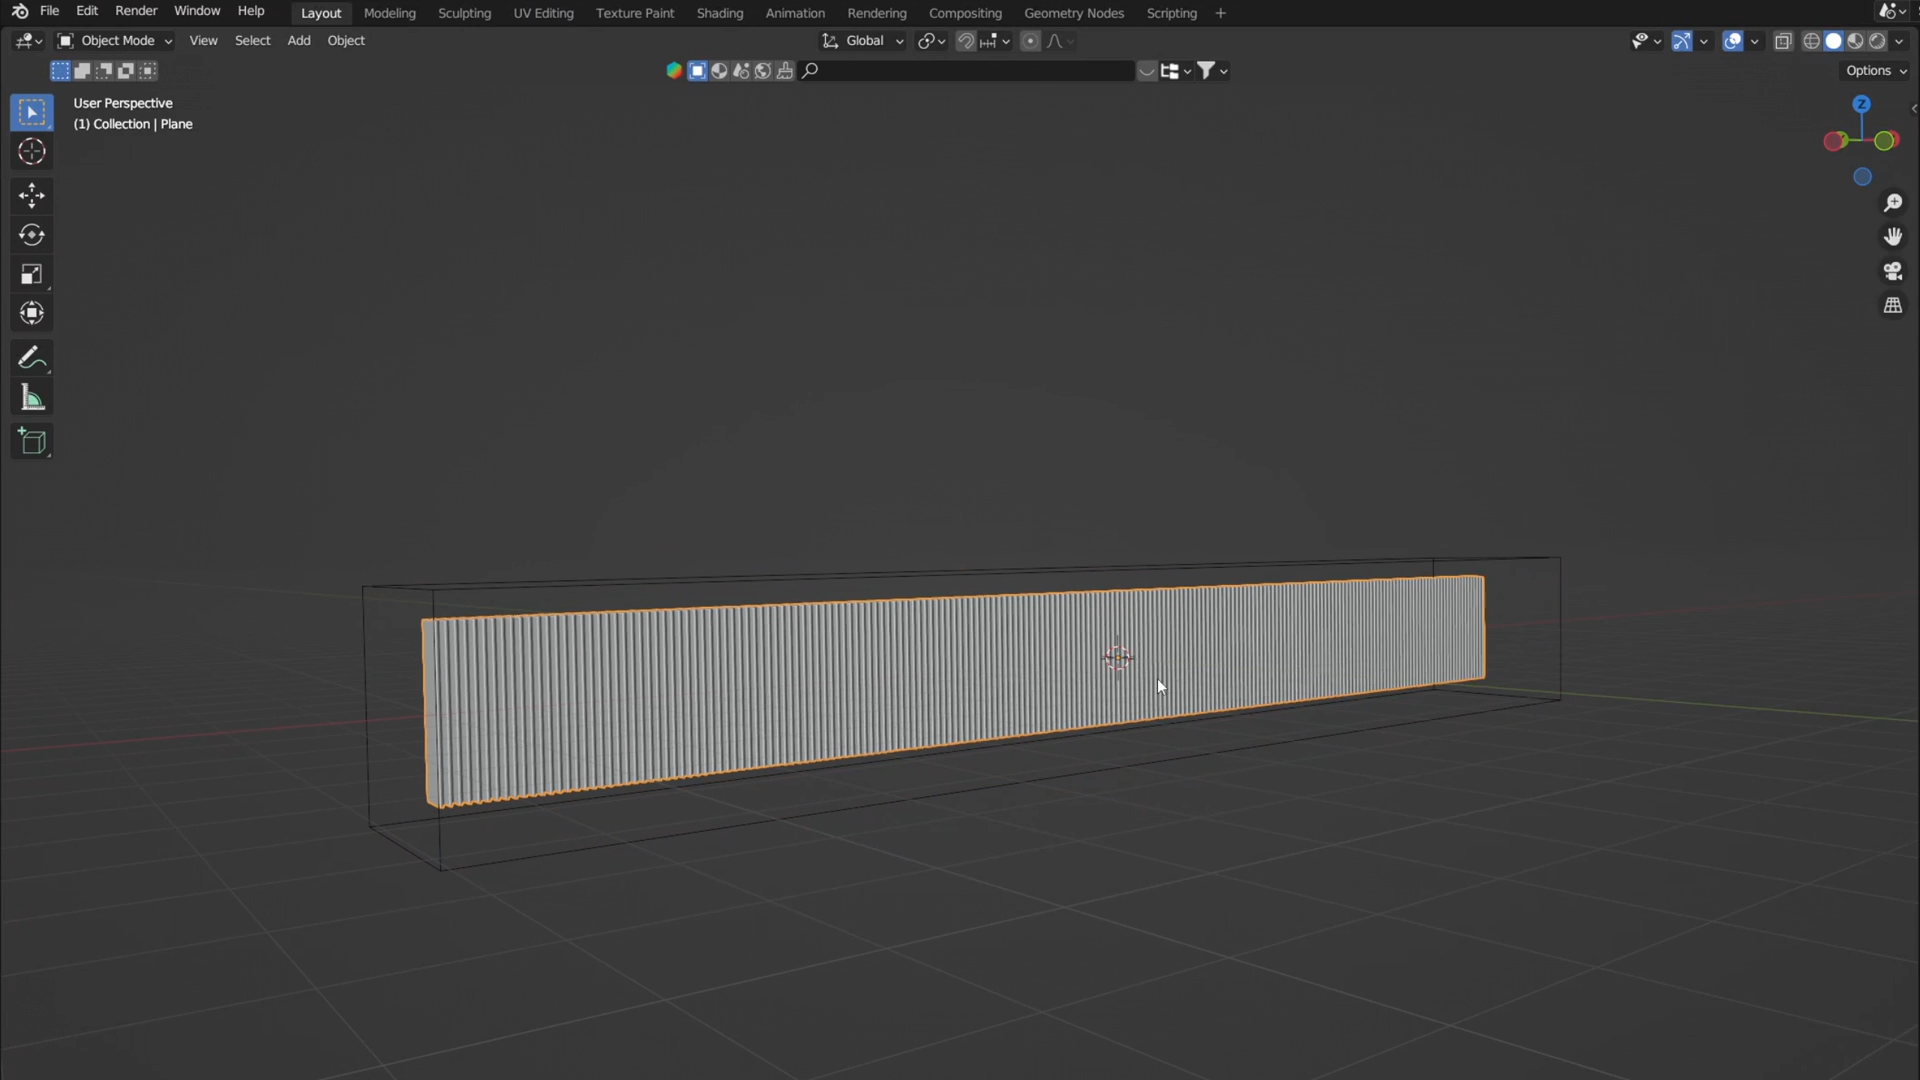 File Edit Render Window Help Layout Modeling Sculpting UV Editing Texture Paint Shading Animation Rendering Compositing Geometry Nodes Scripting +
Object Mode View Select Add Object Global
Options
User Perspective
(1) Collection | Plane
Z